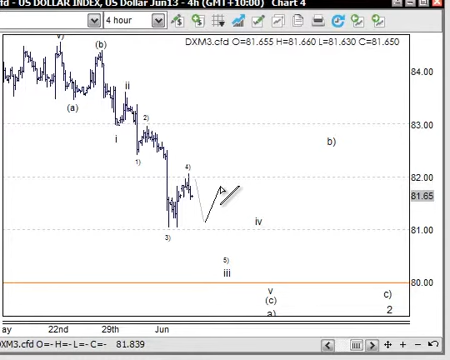 fd - US DOLLAR INDEX, US Dollar Jun13 - 4h (GMT+10:00) Chart 4
4 hour
DXM3.cfd O=81.655 H=81.660 L=81.630 C=81.650
v)
(b)
84.00
(a)
ii
i
2)
83.00
b)
1)
4)
82.00
81.65
iv
81.00
3)
5)
iii
80.00
v
(c)
a)
c)
2
ay 22nd 29th Jun
DXM3.cfd O=- H=- L=- C=- 81.839